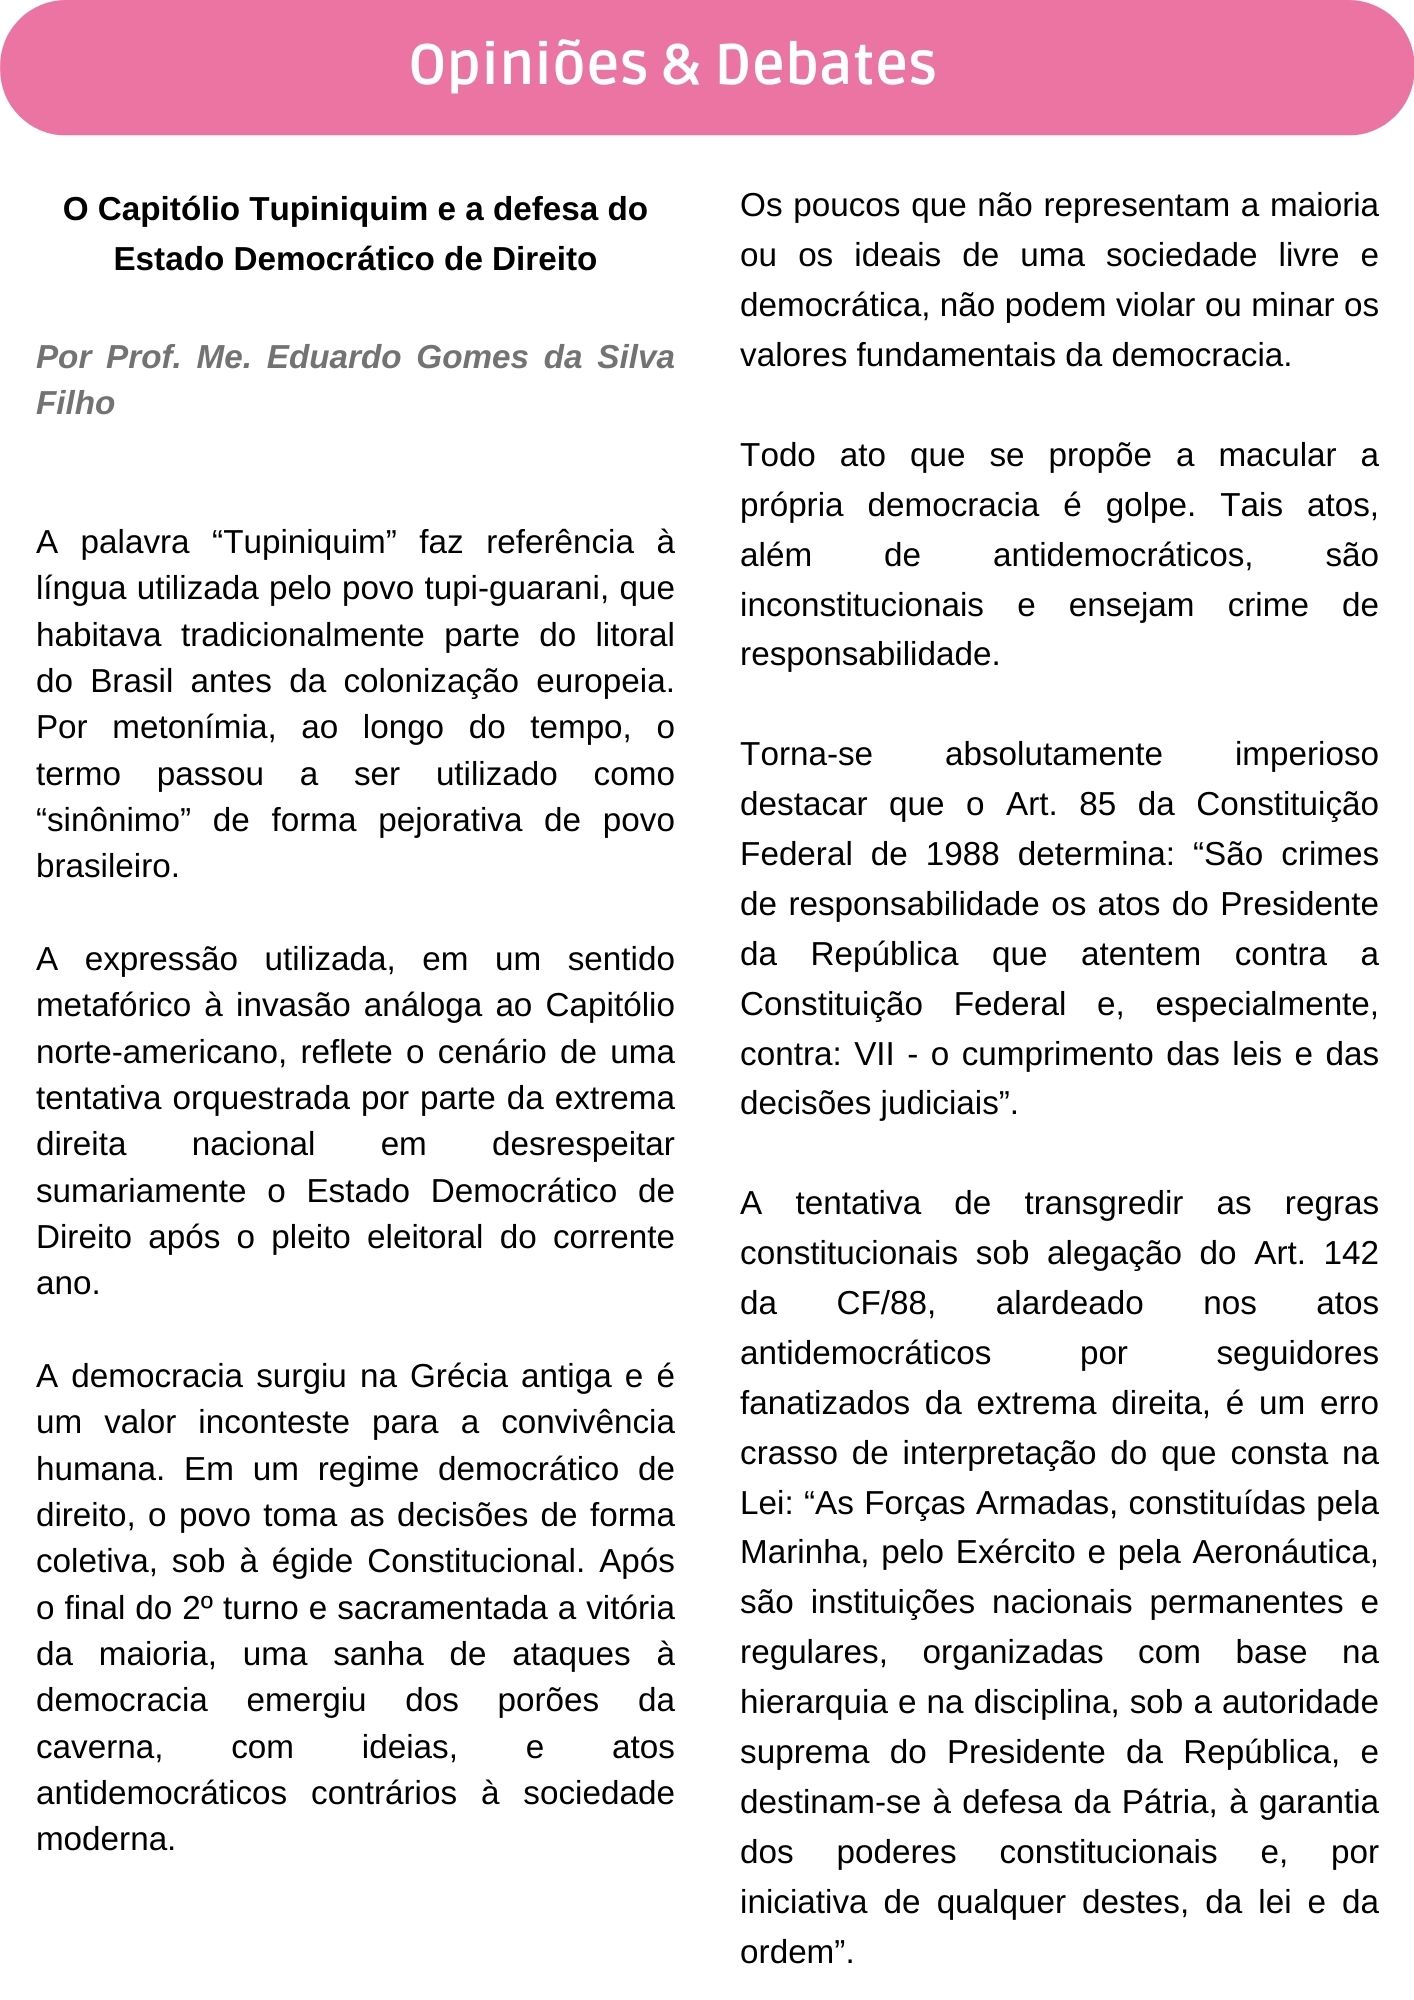 Opiniões & Debates
O Capitólio Tupiniquim e a defesa do
Estado Democrático de Direito
Por Prof. Me. Eduardo Gomes da Silva
Filho
A palavra “Tupiniquim” faz referência à
língua utilizada pelo povo tupi-guarani, que
habitava tradicionalmente parte do litoral
do Brasil antes da colonização europeia.
Por metonímia, ao longo do tempo, o
termo passou a ser utilizado como
“sinônimo” de forma pejorativa de povo
brasileiro.
A expressão utilizada, em um sentido
metafórico à invasão análoga ao Capitólio
norte-americano, reflete o cenário de uma
tentativa orquestrada por parte da extrema
direita nacional em desrespeitar
sumariamente o Estado Democrático de
Direito após o pleito eleitoral do corrente
ano.
A democracia surgiu na Grécia antiga e é
um valor inconteste para a convivência
humana. Em um regime democrático de
direito, o povo toma as decisões de forma
coletiva, sob à égide Constitucional. Após
o final do 2º turno e sacramentada a vitória
da maioria, uma sanha de ataques à
democracia emergiu dos porões da
caverna, com ideias, e atos
antidemocráticos contrários à sociedade
moderna.
Os poucos que não representam a maioria
ou os ideais de uma sociedade livre e
democrática, não podem violar ou minar os
valores fundamentais da democracia.
Todo ato que se propõe a macular a
própria democracia é golpe. Tais atos,
além de antidemocráticos, são
inconstitucionais e ensejam crime de
responsabilidade.
Torna-se absolutamente imperioso
destacar que o Art. 85 da Constituição
Federal de 1988 determina: “São crimes
de responsabilidade os atos do Presidente
da República que atentem contra a
Constituição Federal e, especialmente,
contra: VII - o cumprimento das leis e das
decisões judiciais”.
A tentativa de transgredir as regras
constitucionais sob alegação do Art. 142
da CF/88, alardeado nos atos
antidemocráticos por seguidores
fanatizados da extrema direita, é um erro
crasso de interpretação do que consta na
Lei: “As Forças Armadas, constituídas pela
Marinha, pelo Exército e pela Aeronáutica,
são instituições nacionais permanentes e
regulares, organizadas com base na
hierarquia e na disciplina, sob a autoridade
suprema do Presidente da República, e
destinam-se à defesa da Pátria, à garantia
dos poderes constitucionais e, por
iniciativa de qualquer destes, da lei e da
ordem”.